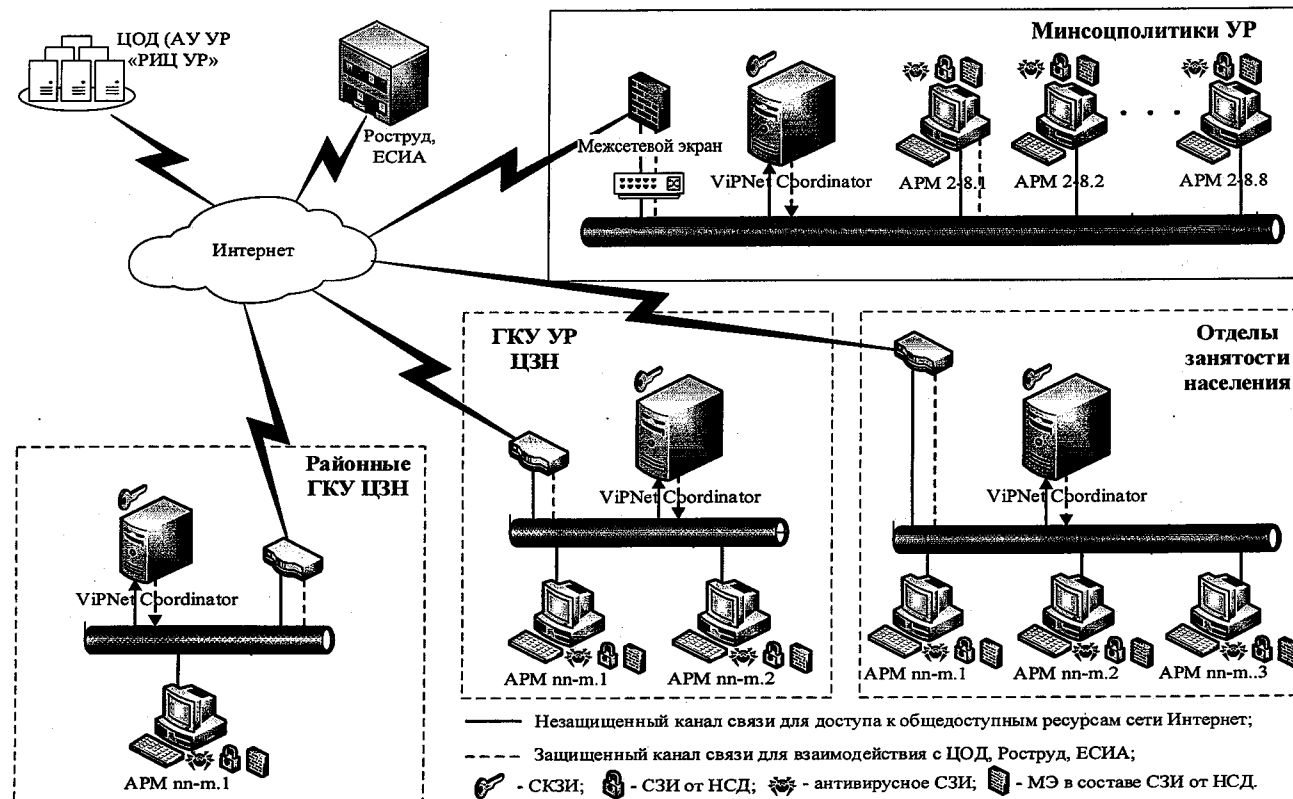 ЦОД (АУ УР
«РИЦ УР»
Роструд,
ЕСИА
Интернет
Минсоцполитики УР
Межсетевой экран
ViPNet Coordinator
АРМ 2-8.1
АРМ 2-8.2
. . .
АРМ 2-8.8
ГКУ УР
ЦЗН
ViPNet Coordinator
АРМ nn-m.1
АРМ nn-m.2
Отделы
занятости
населения
ViPNet Coordinator
АРМ nn-m.1
АРМ nn-m.2
АРМ nn-m..3
Районные
ГКУ ЦЗН
ViPNet Coordinator
АРМ nn-m.1
Незащищенный канал связи для доступа к общедоступным ресурсам сети Интернет;
Защищенный канал связи для взаимодействия с ЦОД, Роструд, ЕСИА;
- СКЗИ; - СЗИ от НСД; - антивирусное СЗИ; - МЭ в составе СЗИ от НСД.